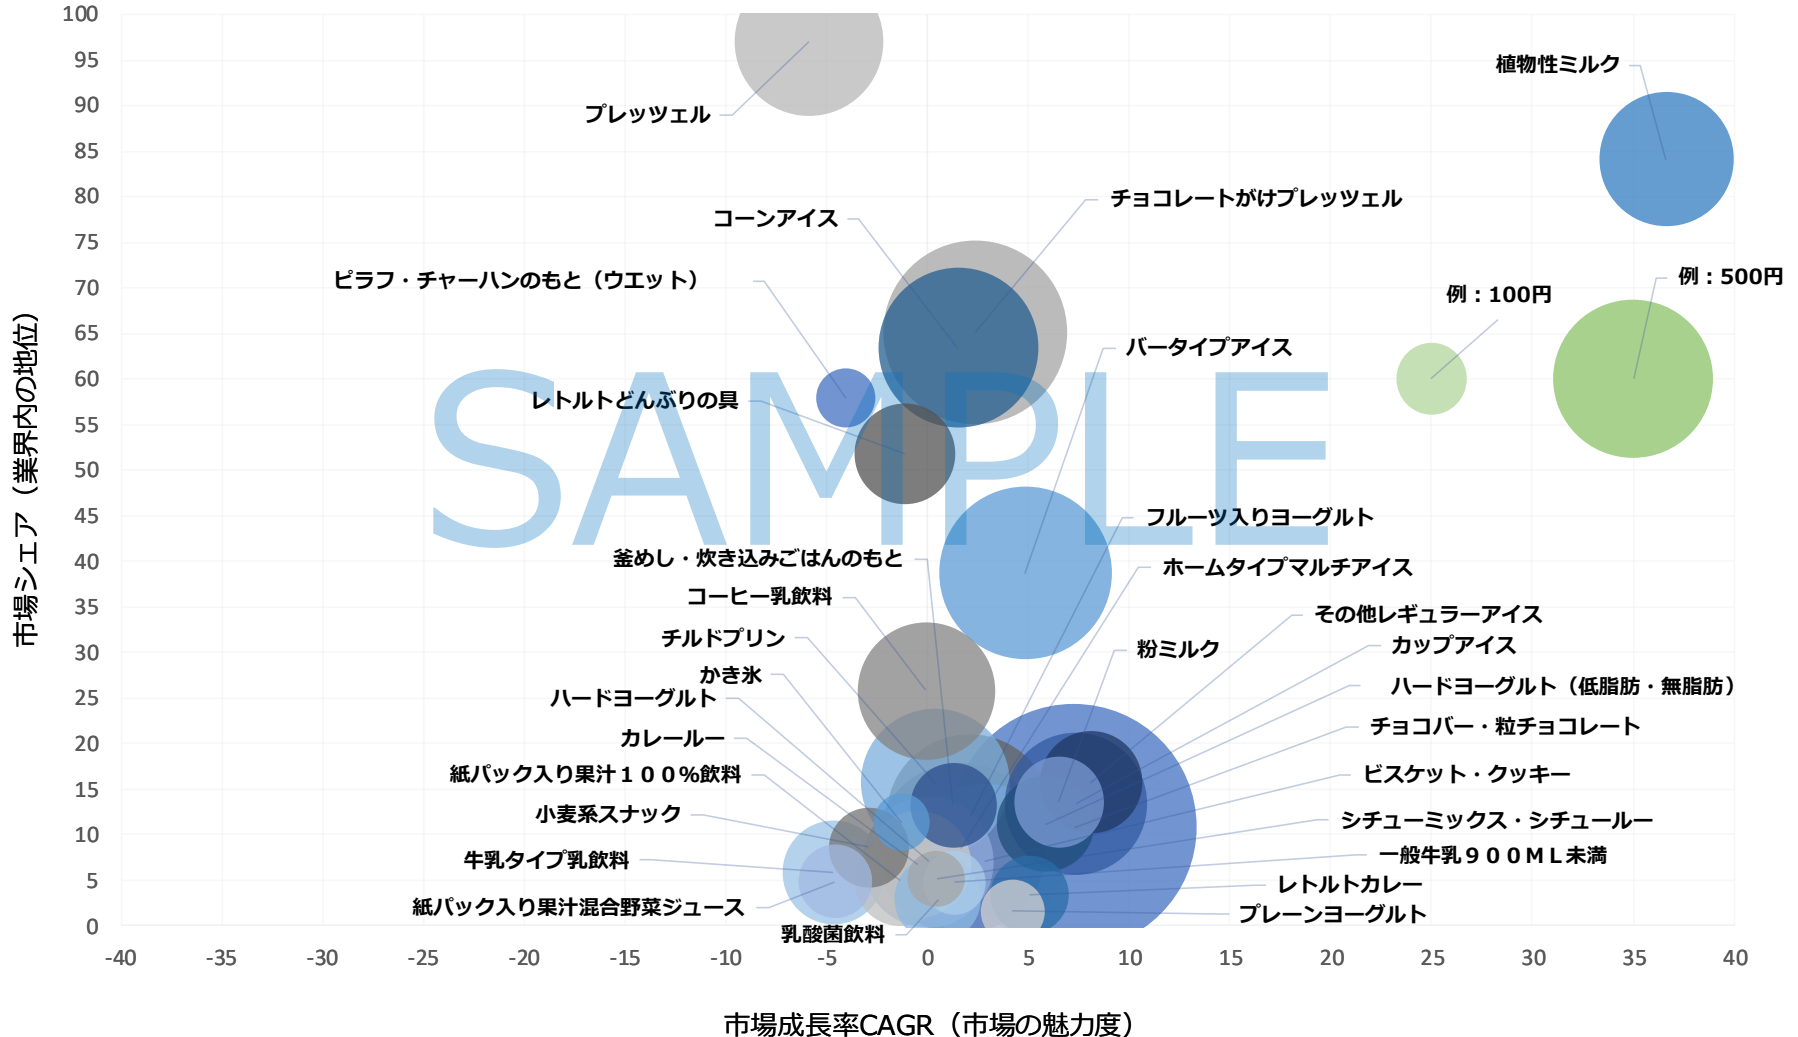 100
95
90
85
80
75
70
65
60
55
50
45
40
35
30
25
20
15
10
5
0
市場シェア（業界内の地位）
植物性ミルク
プレッツェル
チョコレートがけプレッツェル
コーンアイス
ピラフ・チャーハンのもと（ウエット）
例：500円
例：100円
バータイプアイス
レトルトどんぶりの具
SAMPLE
フルーツ入りヨーグルト
釜めし・炊き込みごはんのもと
ホームタイプマルチアイス
コーヒー乳飲料
その他レギュラーアイス
チルドプリン
粉ミルク
カップアイス
かき氷
ハードヨーグルト（低脂肪・無脂肪）
ハードヨーグルト
チョコバー・粒チョコレート
カレールー
紙パック入り果汁１００％飲料
ビスケット・クッキー
小麦系スナック
シチューミックス・シチュールー
牛乳タイプ乳飲料
一般牛乳９００ＭＬ未満
レトルトカレー
紙パック入り果汁混合野菜ジュース
プレーンヨーグルト
乳酸菌飲料
-40 -35 -30 -25 -20 -15 -10 -5 0 5 10 15 20 25 30 35 40
市場成長率CAGR（市場の魅力度）